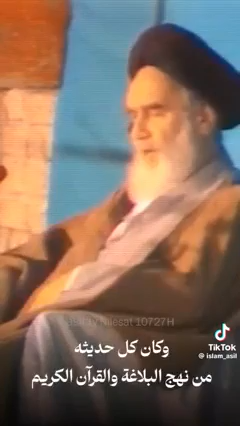 TikTok
@islam_asil
وكان كل حديثه
من نهج البلاغة والقرآن الكريم